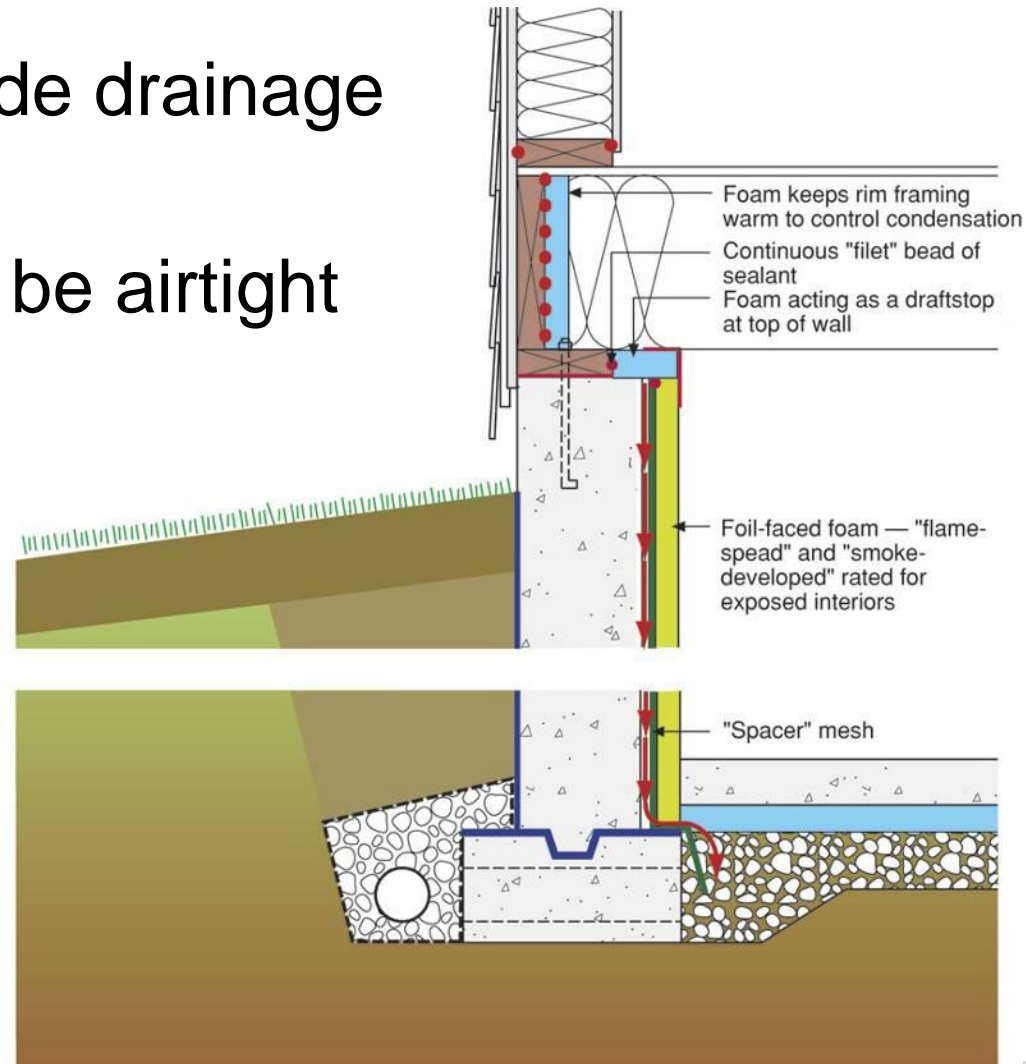 de drainage
be airtight
Foam keeps rim framing
warm to control condensation
Continuous "filet" bead of
sealant
Foam acting as a draftstop
at top of wall
Foil-faced foam — "flame-
spead" and "smoke-
developed" rated for
exposed interiors
"Spacer" mesh